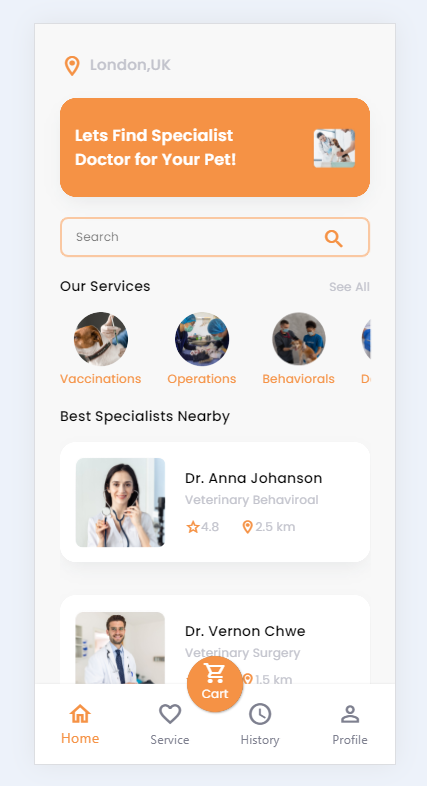 London,UK
Lets Find Specialist
Doctor for Your Pet!
Search
Our Services
See All
Vaccinations
Operations
Behaviorals
Best Specialists Nearby
Dr. Anna Johanson
Veterinary Behaviroal
4.8
2.5 km
Dr. Vernon Chwe
Veterinary Surgery
1.5 km
Cart
Home
Service
History
Profile